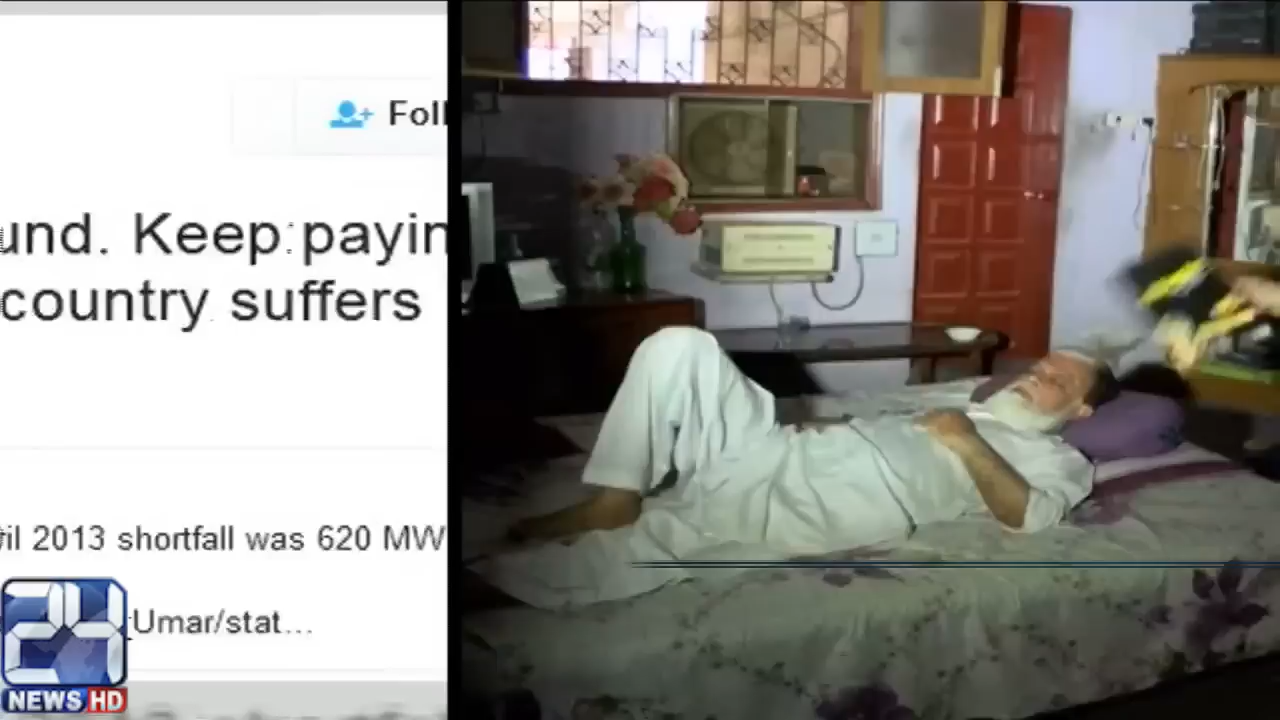 Foll
und. Keep payin
country suffers
il 2013 shortfall was 620 MW
Umar/stat...
24
NEWS HD